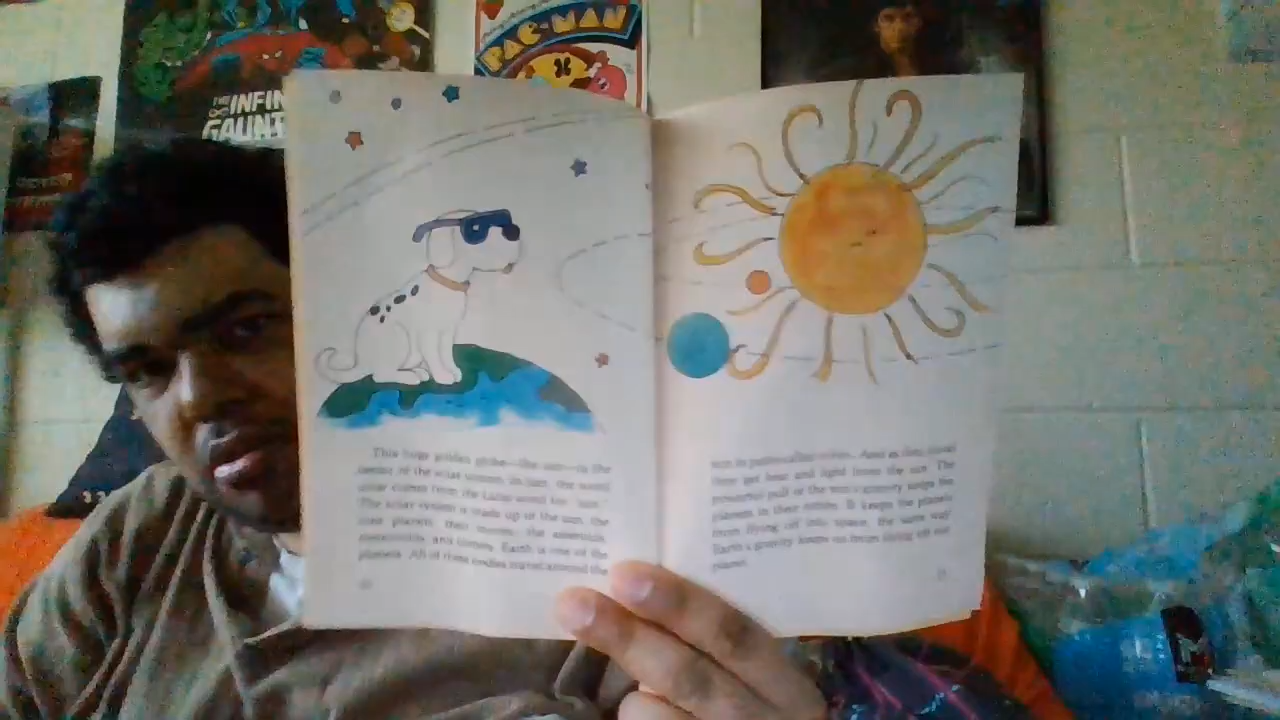 THE
INFIN
GAUNT
PAC-MAN
This huge golden globe—the sun—is the
center of the solar system. In fact, the word
solar comes from the Latin word for "sun."
The solar system is made up of the sun, the
nine planets, their moons, the asteroids,
meteoroids, and comets. Earth is one of the
planets. All of these bodies travel around the
sun in paths called orbits. And as they travel
they get heat and light from the sun. The
powerful pull of the sun's gravity keeps the
planets in their orbits. It keeps the planets
from flying off into space, the same way
Earth's gravity keeps us from flying off our
planet.